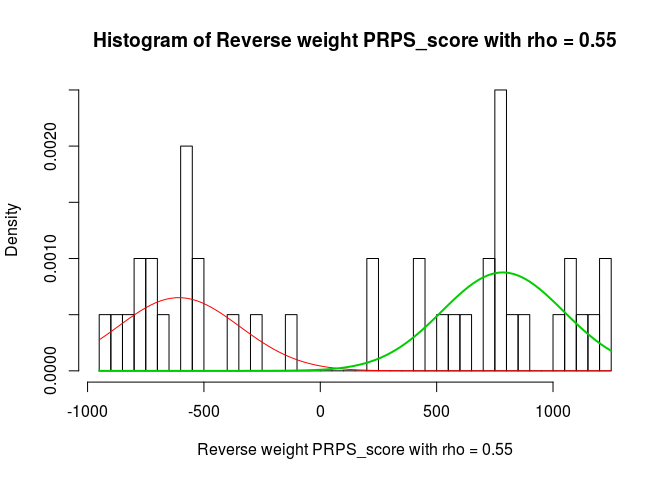 Histogram of Reverse weight PRPS_score with rho = 0.55
Density
0.0020
0.0010
0.0000
-1000 -500 0 500 1000
Reverse weight PRPS_score with rho = 0.55